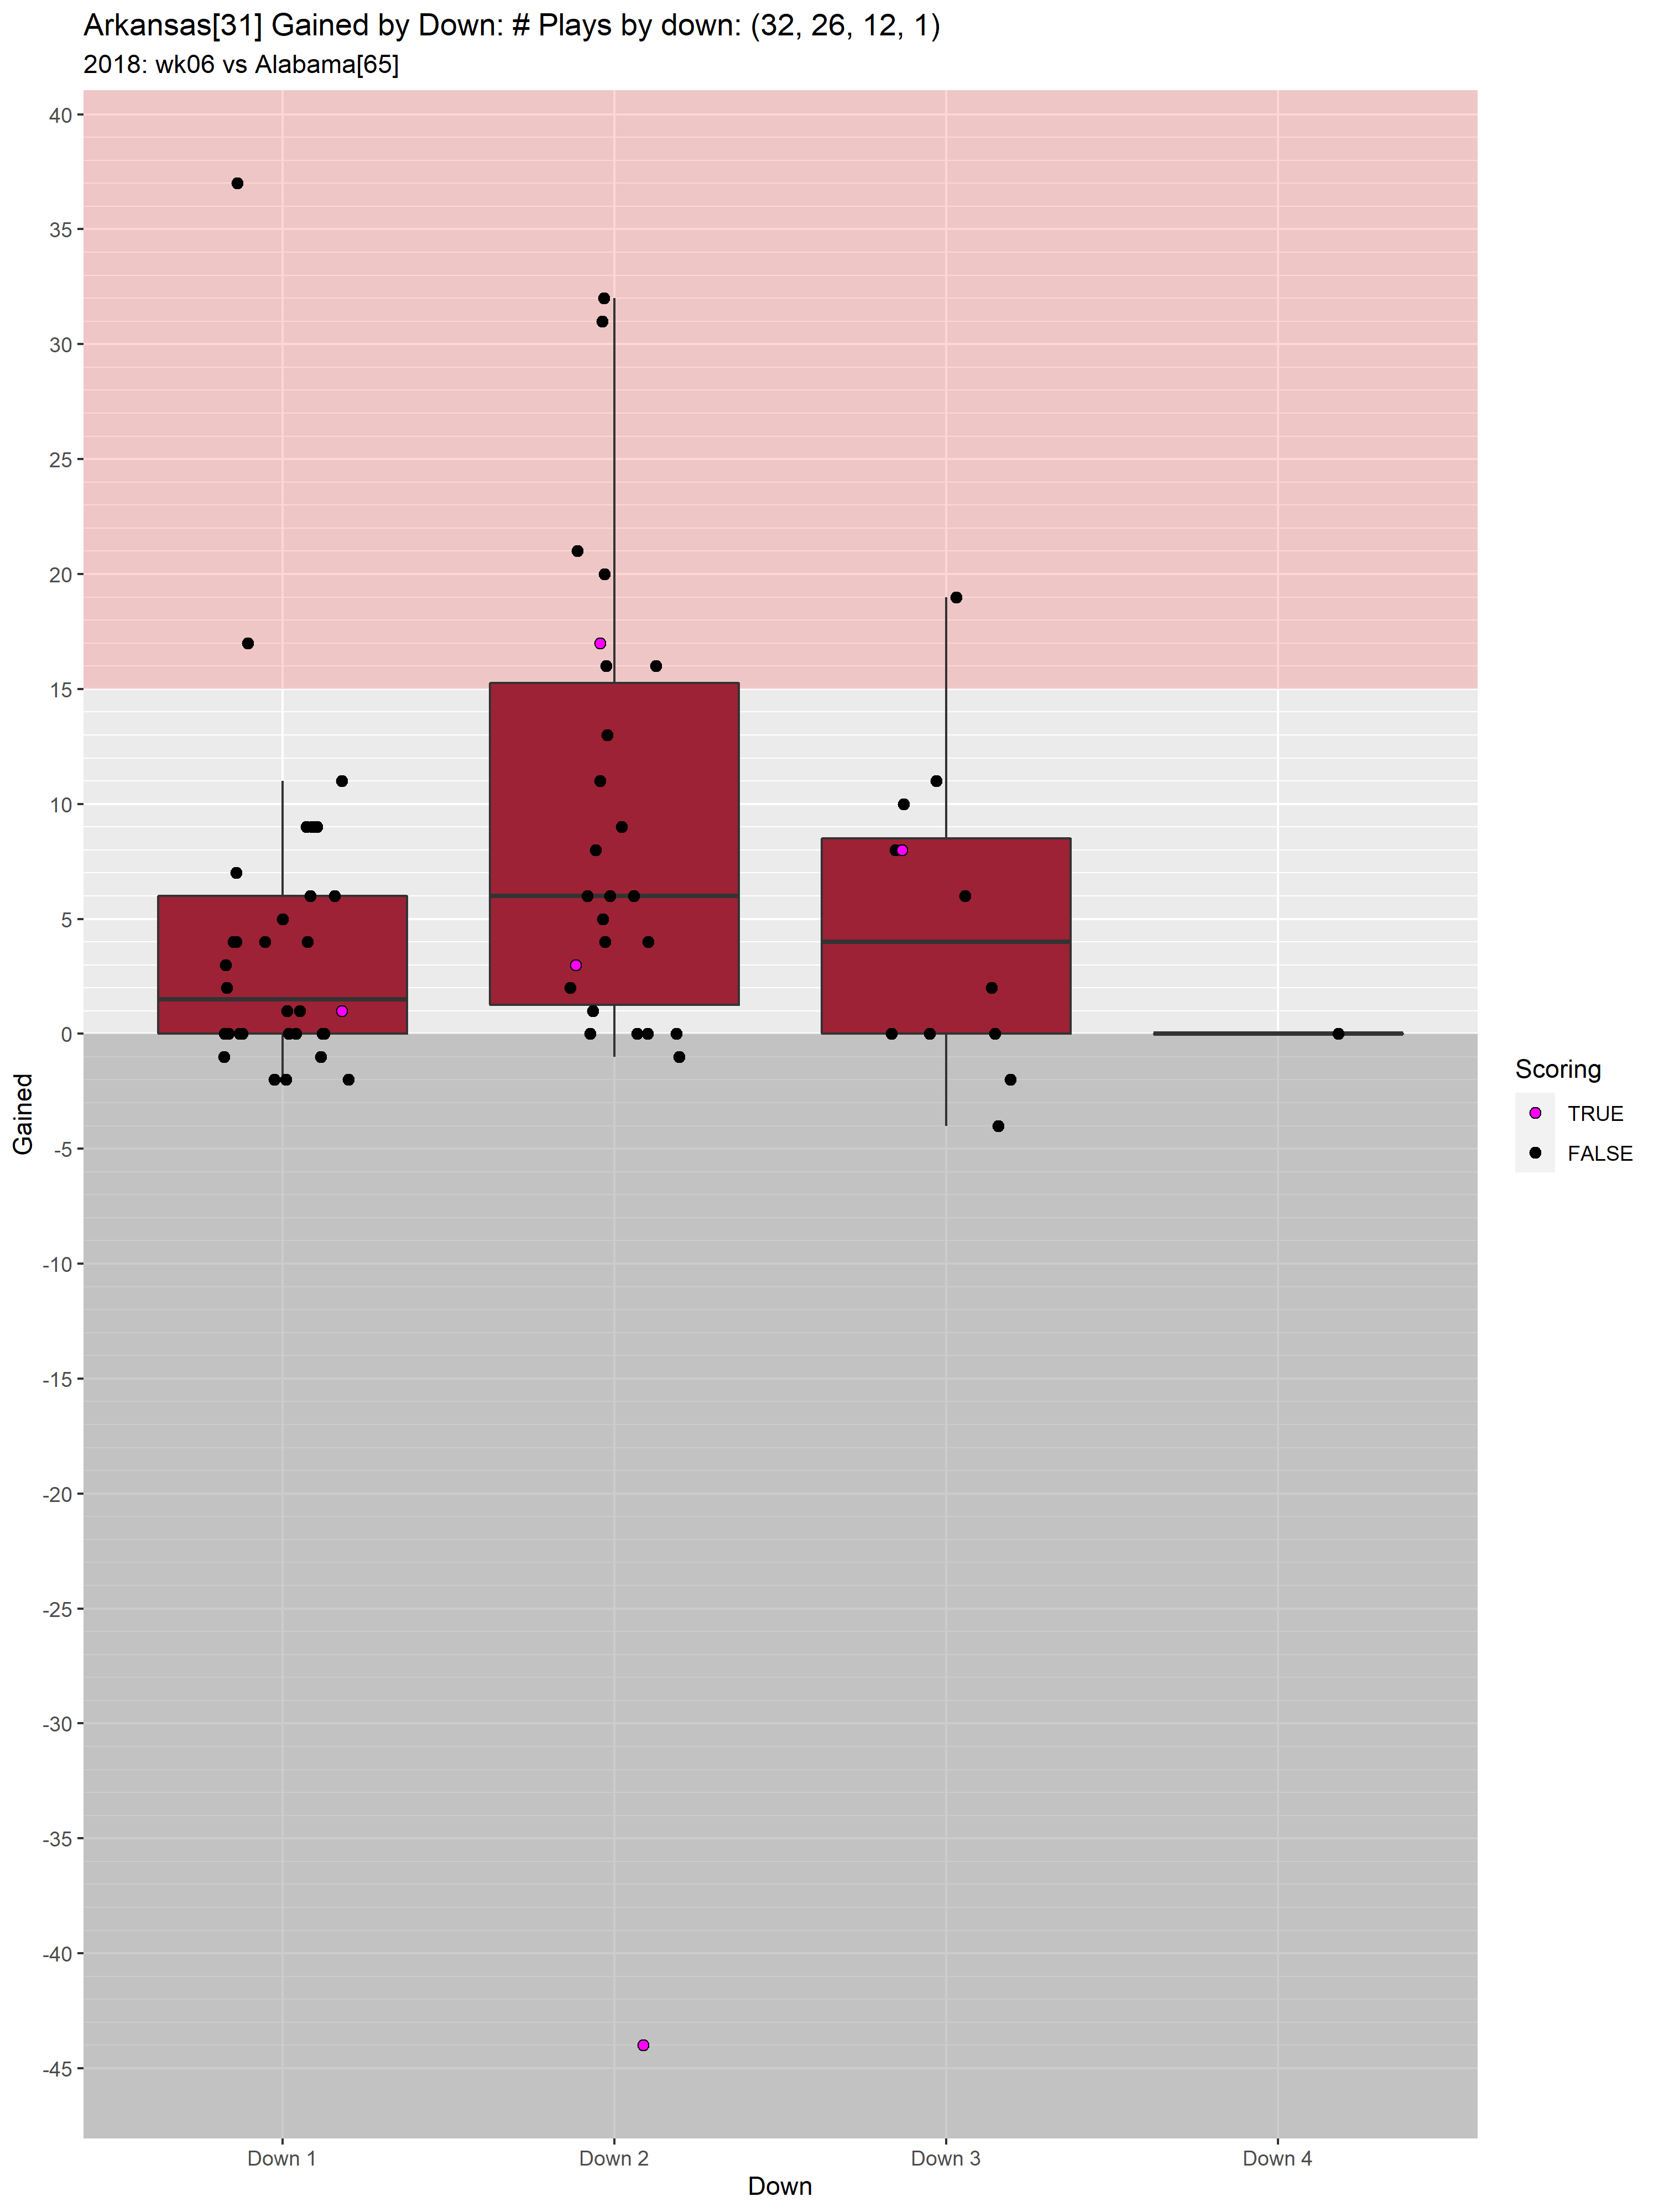 Arkansas[31] Gained by Down: # Plays by down: (32, 26, 12, 1)
2018: wk06 vs Alabama[65]
40
35
30
25
20
15
10
5
0
-5
-10
-15
-20
-25
-30
-35
-40
-45
Gained
Down 1
Down 2
Down 3
Down 4
Down
Scoring
TRUE
FALSE